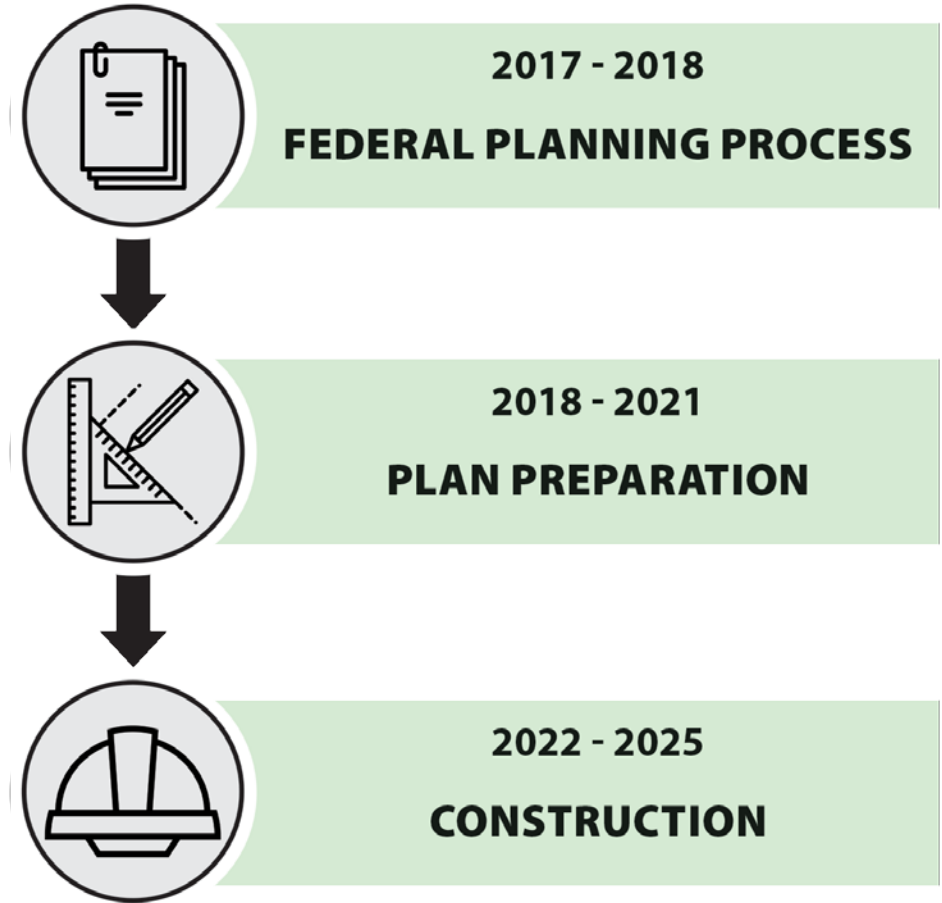 2017 - 2018
FEDERAL PLANNING PROCESS
2018 - 2021
PLAN PREPARATION
2022 - 2025
CONSTRUCTION